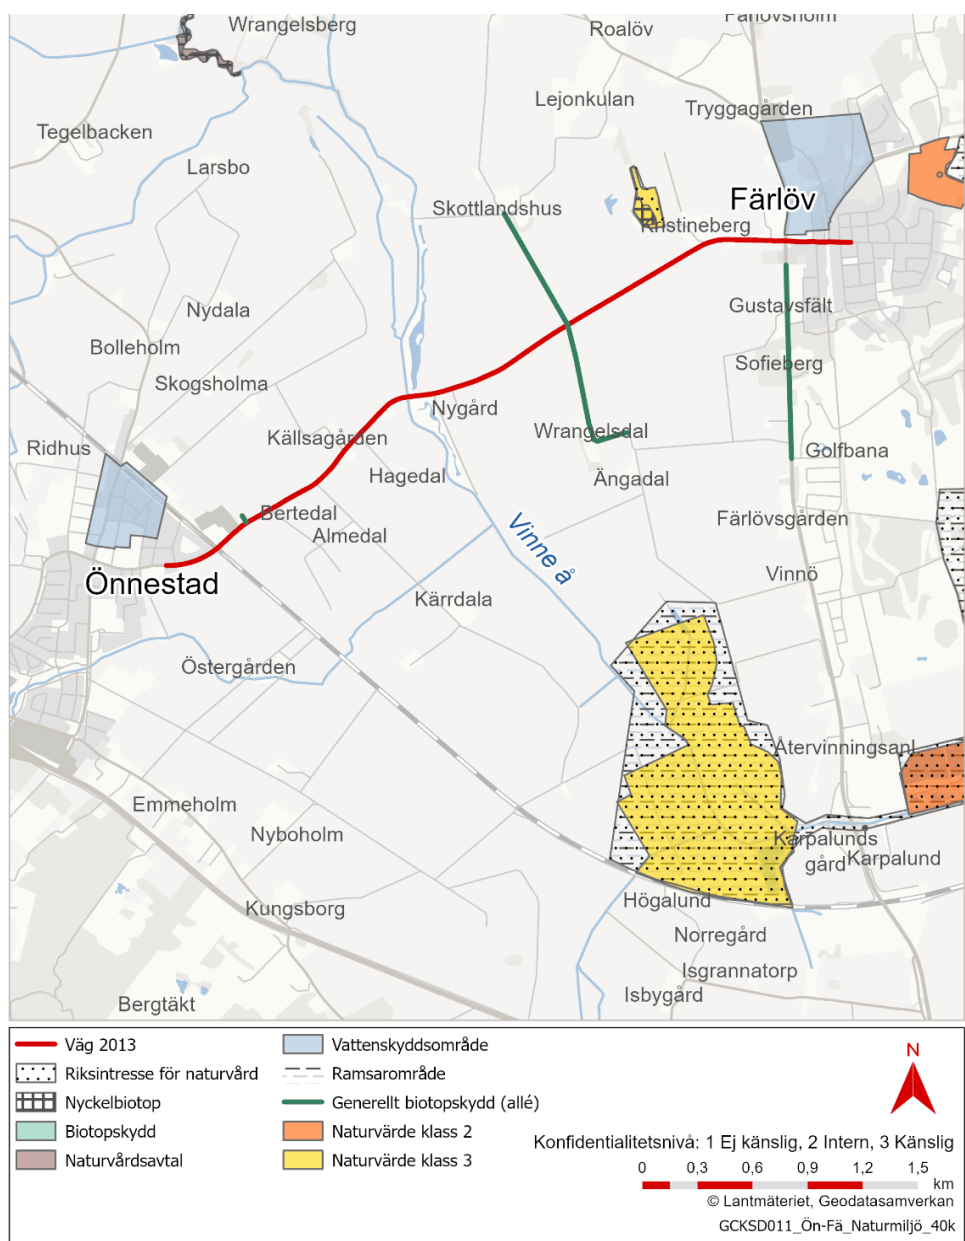 Wrangelsberg
Roalöv
Farlövsholm
Lejonkulan
Tryggagården
Tegelbacken
Larsbo
Skottlandshus
Färlöv
Kristineberg
Nydala
Gustavsfält
Bolleholm
Sofieberg
Skogsholma
Nygård
Källsagården
Wrangelsdal
Ridhus
Golfbana
Hagedal
Ängadal
Bertedal
Färlövsgården
Almedal
Vinne å
Vinnö
Önnestad
Kärrdala
Östergården
Återvinningsanl
Emmeholm
Nyboholm
Karpalunds
gård
Karpalund
Högalund
Kungsborg
Norregård
Isgrannatorp
Isbygård
Bergtäkt
Väg 2013
Riksintresse för naturvård
Nyckelbiotop
Biotopskydd
Naturvårdsavtal
Vattenskyddsområde
Ramsarområde
Generellt biotopskydd (allé)
Naturvärde klass 2
Naturvärde klass 3
N
Konfidentialitetsnivå: 1 Ej känslig, 2 Intern, 3 Känslig
0 0,3 0,6 0,9 1,2 1,5
km
© Lantmäteriet, Geodatasamverkan
GCKSD011_Ön-Fä_Naturmiljö_40k